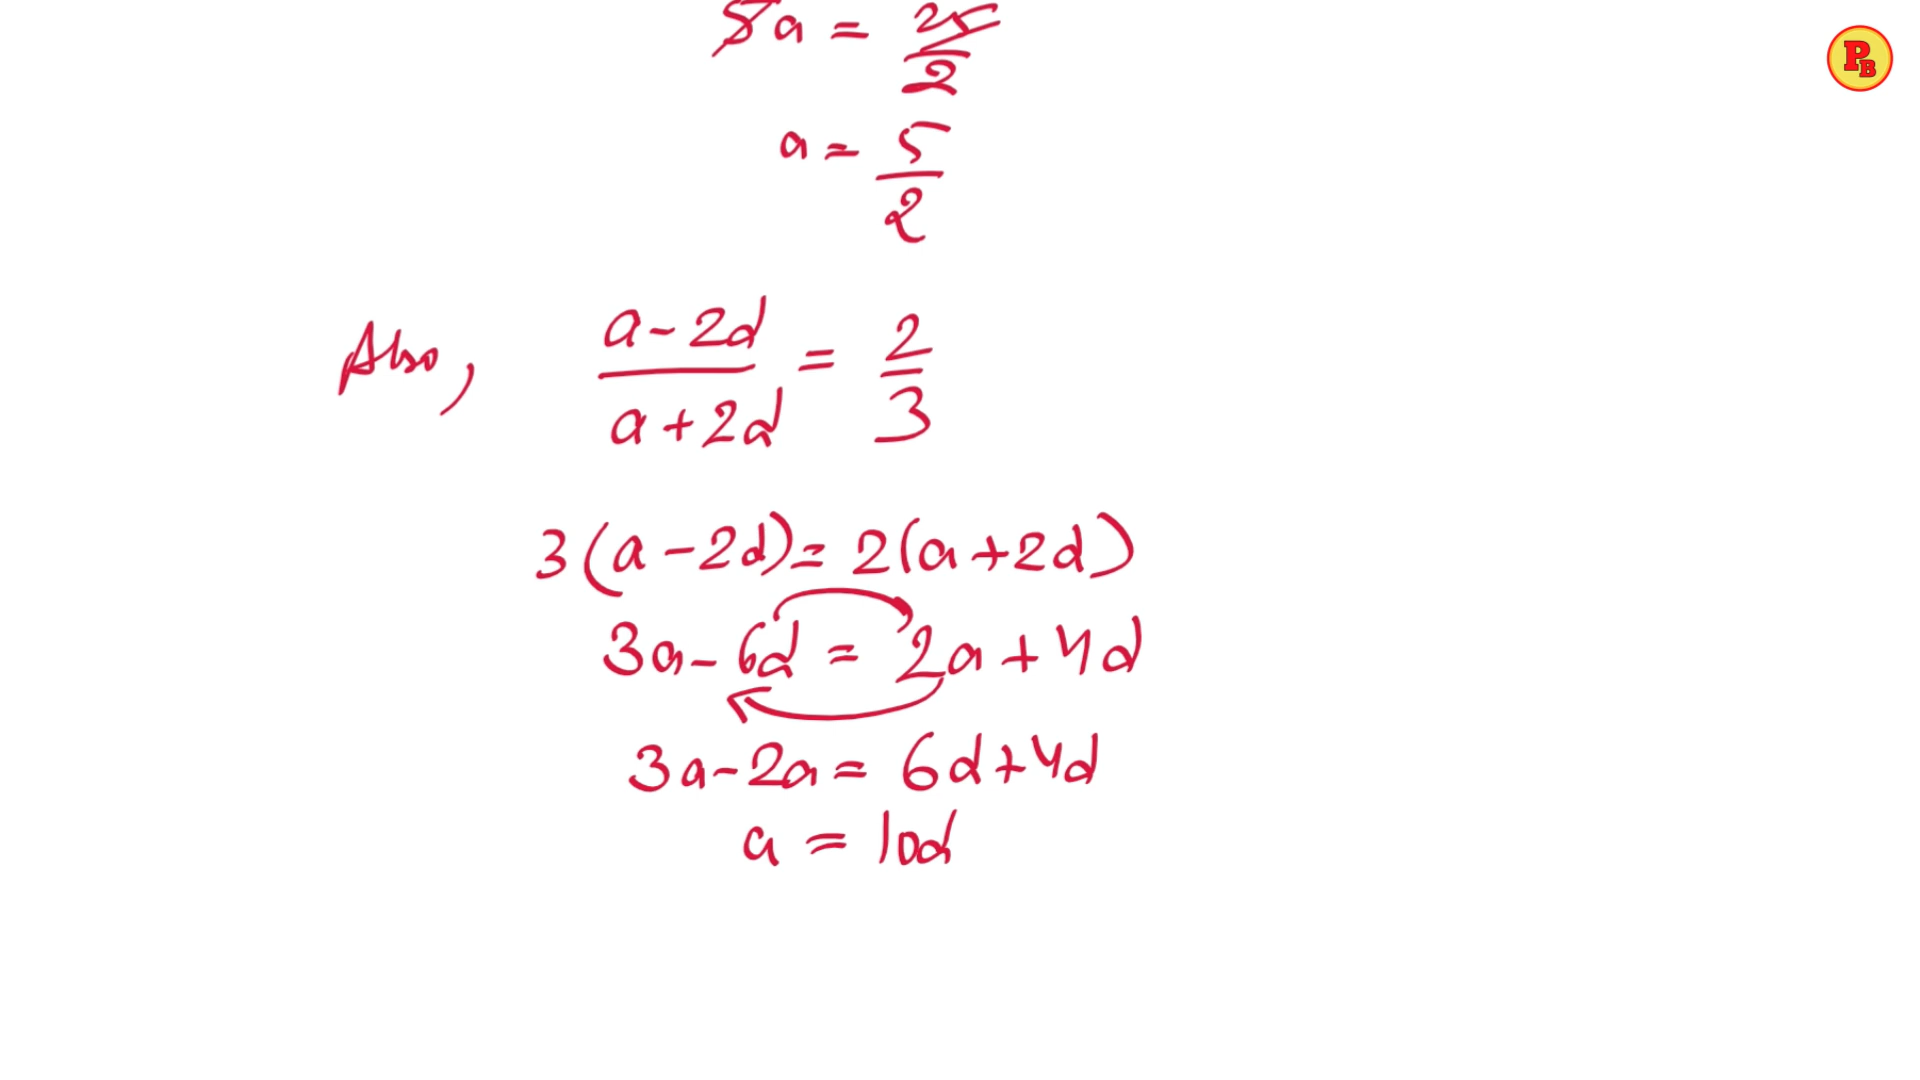 5a = 25/2
PB
a = 5/2
Also, (a-2d)/(a+2d) = 2/3
3(a-2d) = 2(a+2d)
3a-6d = 2a+4d
3a-2a = 6d+4d
a = 10d